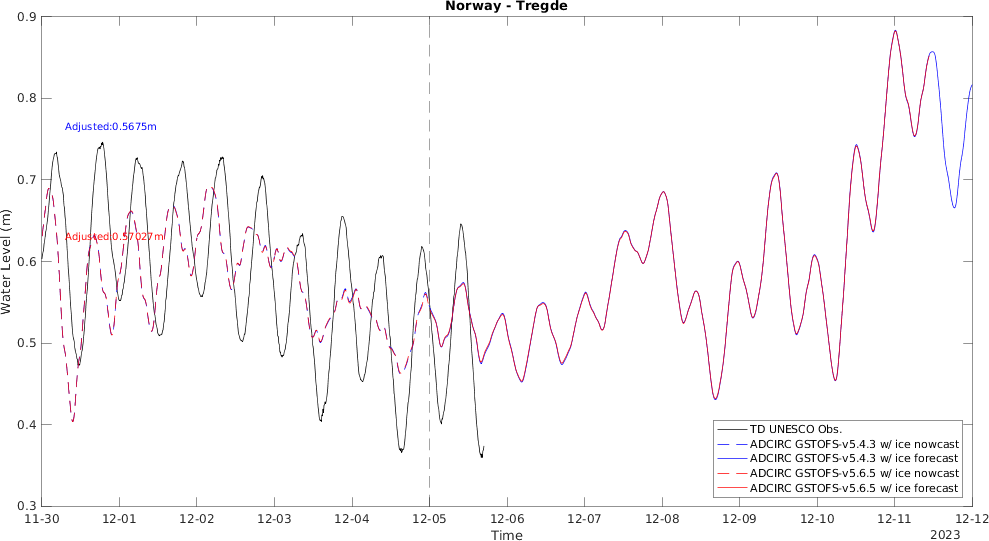 Norway - Tregde
0.9
0.8
0.7
0.6
0.5
0.4
0.3
Water Level (m)
Adjusted:0.5675m
Adjusted:0.57027m
TD UNESCO Obs.
ADCIRC GSTOFS-v5.4.3 w/ ice nowcast
ADCIRC GSTOFS-v5.4.3 w/ ice forecast
ADCIRC GSTOFS-v5.6.5 w/ ice nowcast
ADCIRC GSTOFS-v5.6.5 w/ ice forecast
11-30 12-01 12-02 12-03 12-04 12-05 12-06 12-07 12-08 12-09 12-10 12-11 12-12
Time
2023